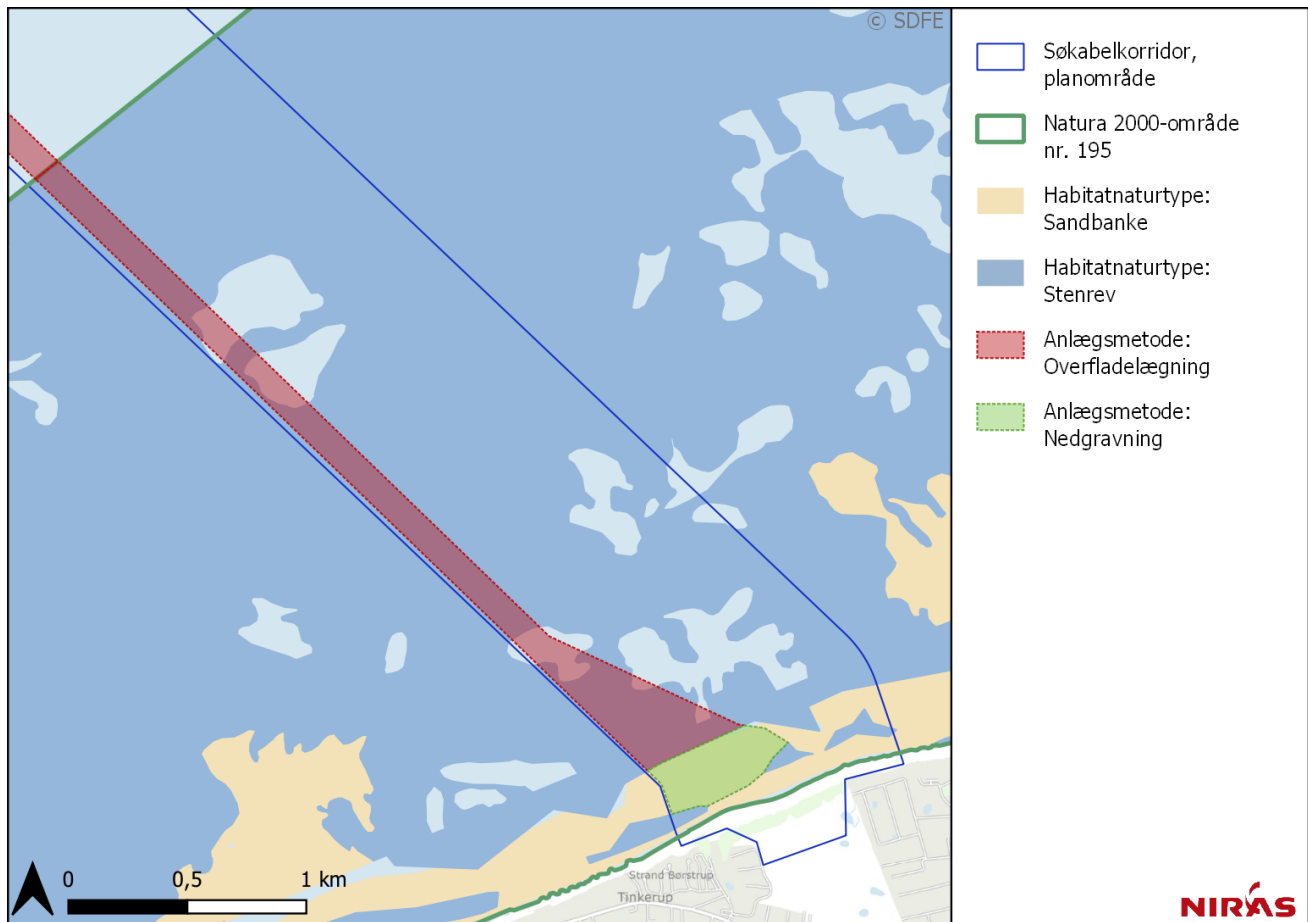 © SDFE
Søkabelkorridor,
planområde
Natura 2000-område
nr. 195
Habitatnaturtype:
Sandbanke
Habitatnaturtype:
Stenrev
Anlægsmetode:
Overfladelægning
Anlægsmetode:
Nedgravning
0 0,5 1 km
Strand Børstrup
Tinkerup
NIRAS